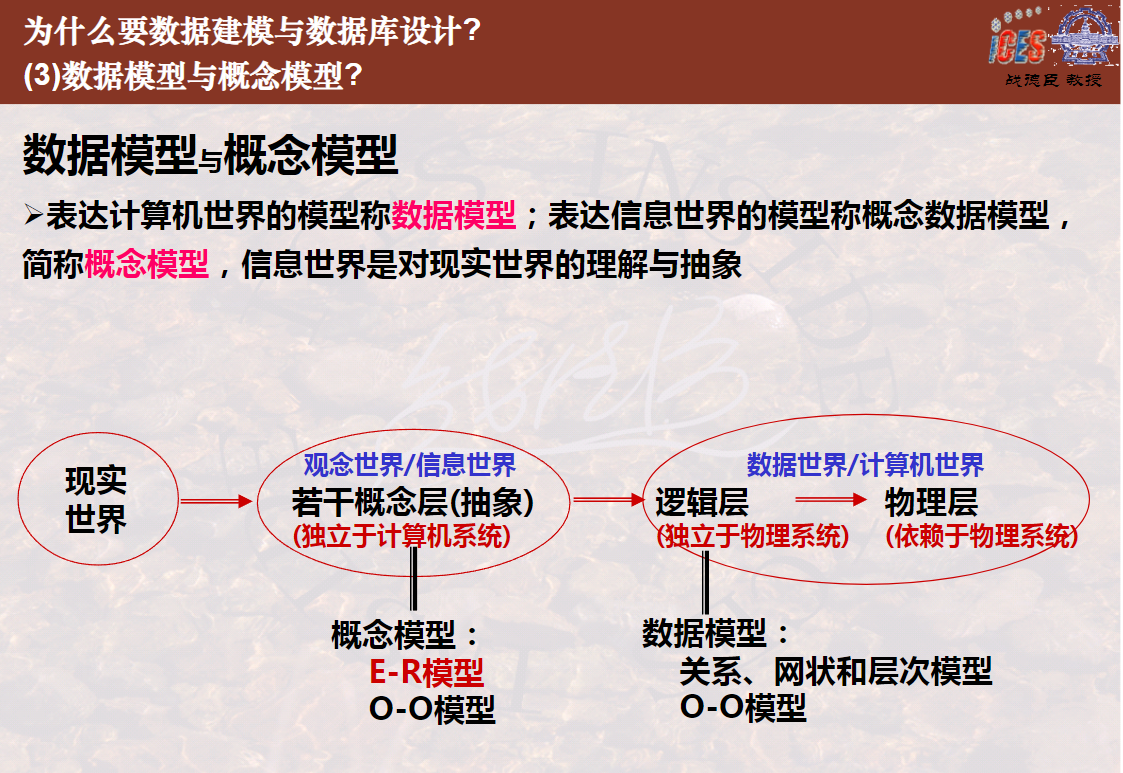 为什么要数据建模与数据库设计?
(3)数据模型与概念模型?
iCES
战德臣 教授
数据模型与概念模型
➢表达计算机世界的模型称数据模型；表达信息世界的模型称概念数据模型，
简称概念模型，信息世界是对现实世界的理解与抽象
现实
世界
观念世界/信息世界
若干概念层(抽象)
(独立于计算机系统)
数据世界/计算机世界
逻辑层
(独立于物理系统)
物理层
(依赖于物理系统)
概念模型：
E-R模型
O-O模型
数据模型：
关系、网状和层次模型
O-O模型